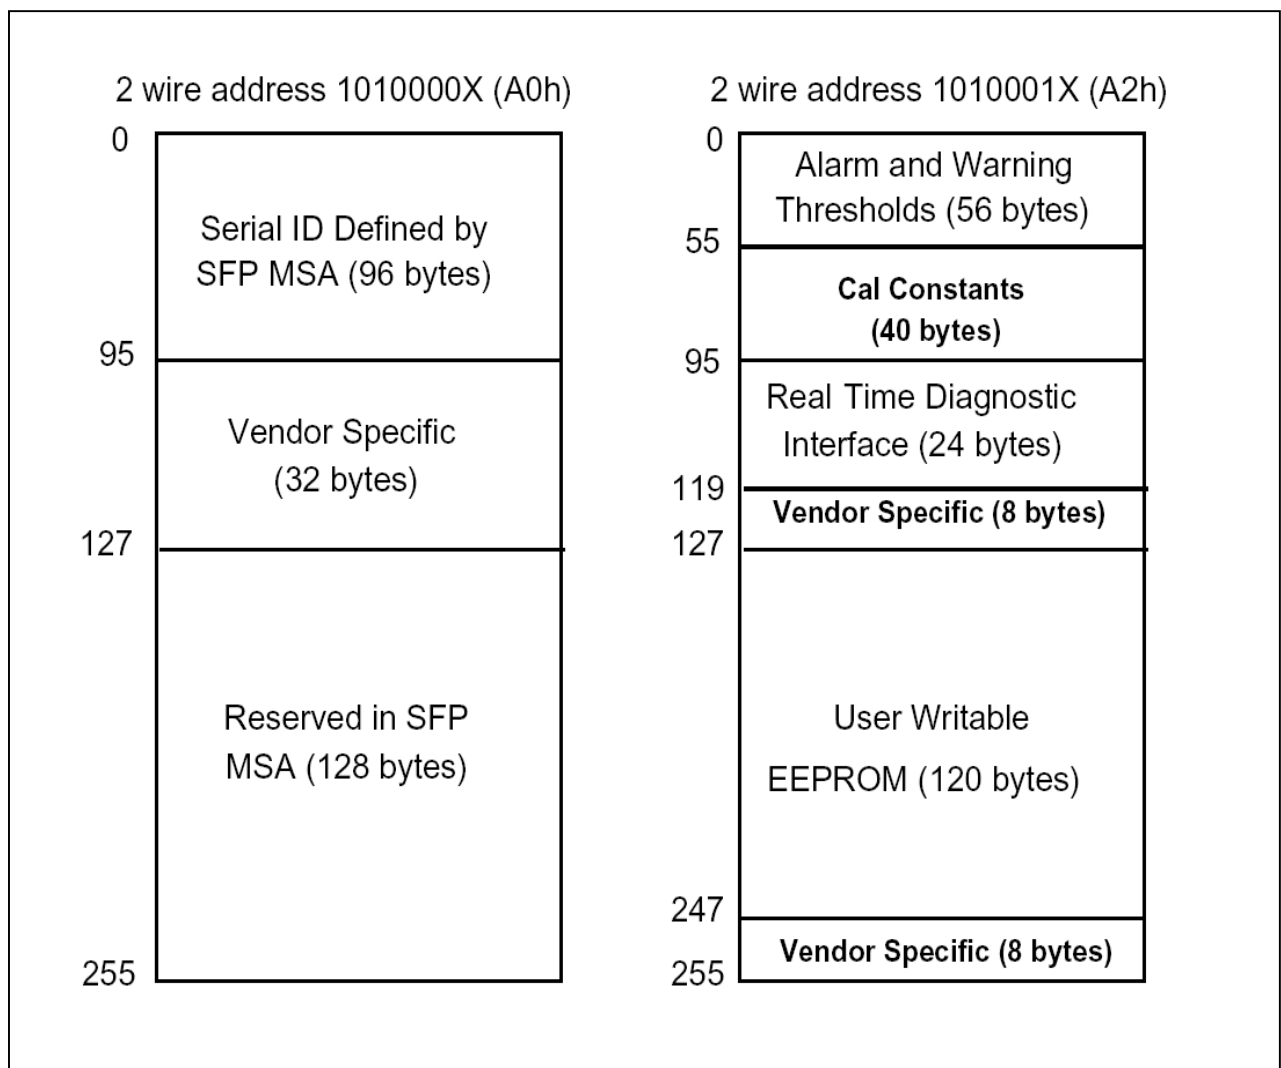 2 wire address 1010000X (A0h)
0
Serial ID Defined by
SFP MSA (96 bytes)
95
Vendor Specific
(32 bytes)
127
Reserved in SFP
MSA (128 bytes)
255
2 wire address 1010001X (A2h)
0
Alarm and Warning
Thresholds (56 bytes)
55
Cal Constants
(40 bytes)
95
Real Time Diagnostic
Interface (24 bytes)
119
Vendor Specific (8 bytes)
127
User Writable
EEPROM (120 bytes)
247
Vendor Specific (8 bytes)
255